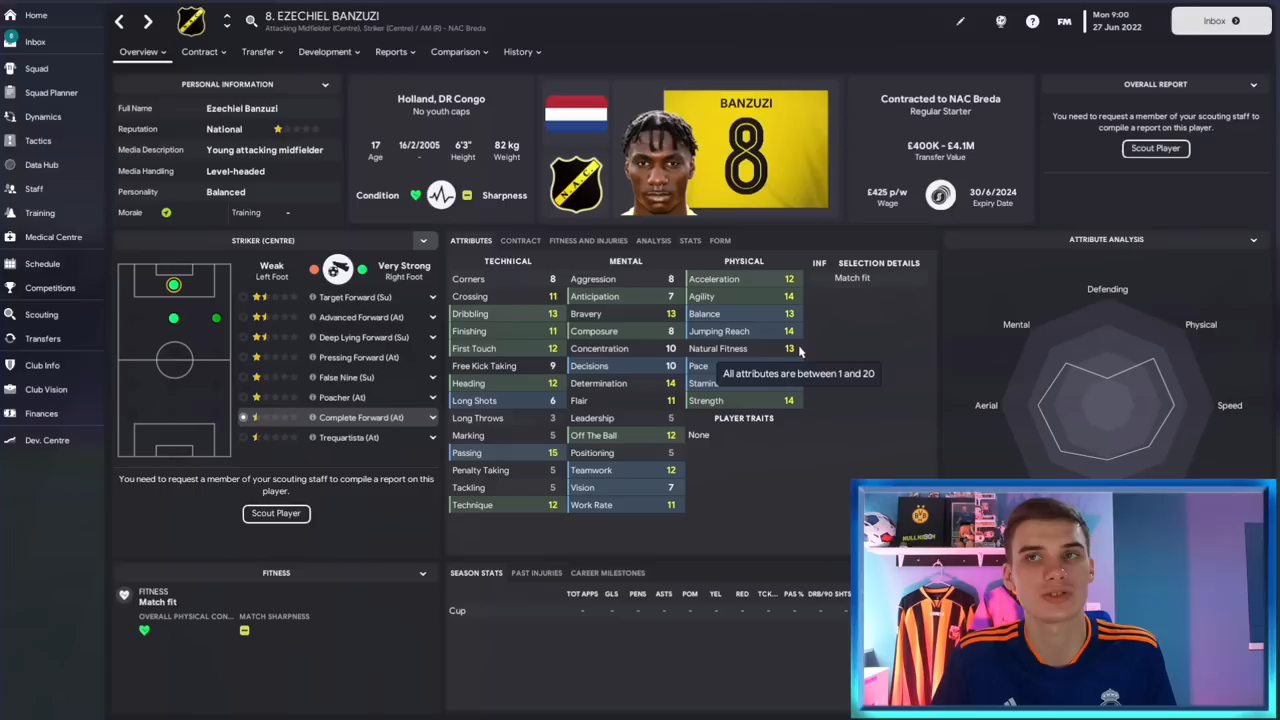 Home
Inbox
Squad
Squad Planner
Dynamics
Tactics
Data Hub
Staff
Training
Medical Centre
Schedule
Competitions
Scouting
Transfers
Club Info
Club Vision
Finances
Dev. Centre
8. EZECHIEL BANZUZI
Attacking Midfielder (Centre), Striker (Centre) / AM (R) - NAC Breda
FM
Mon 9:00
27 Jun 2022
Inbox
Overview
Contract
Transfer
Development
Reports
Comparison
History
PERSONAL INFORMATION
Full Name Ezechiel Banzuzi
Reputation National
Media Description Young attacking midfielder
Media Handling Level-headed
Personality Balanced
Morale Training -
Holland, DR Congo
No youth caps
17 16/2/2005 6'3" 82 kg
Age - Height Weight
Condition Sharpness
NAC
BANZUZI
8
Contracted to NAC Breda
Regular Starter
£400K - £4.1M
Transfer Value
£425 p/w 30/6/2024
Wage Expiry Date
OVERALL REPORT
You need to request a member of your scouting staff to
compile a report on this player.
Scout Player
STRIKER (CENTRE)
Weak Very Strong
Left Foot Right Foot
Target Forward (Su)
Advanced Forward (At)
Deep Lying Forward (Su)
Pressing Forward (At)
False Nine (Su)
Poacher (At)
Complete Forward (At)
Trequartista (At)
You need to request a member of your scouting staff to compile a report on this
player.
Scout Player
ATTRIBUTES CONTRACT FITNESS AND INJURIES ANALYSIS STATS FORM
TECHNICAL
Corners 8
Crossing 11
Dribbling 13
Finishing 11
First Touch 12
Free Kick Taking 9
Heading 12
Long Shots 6
Long Throws 3
Marking 5
Passing 15
Penalty Taking 5
Tackling 5
Technique 12
MENTAL
Aggression 8
Anticipation 7
Bravery 13
Composure 8
Concentration 10
Decisions 10
Determination 14
Flair 11
Leadership 5
Off The Ball 12
Positioning 5
Teamwork 12
Vision 7
Work Rate 11
PHYSICAL
Acceleration 12
Agility 14
Balance 13
Jumping Reach 14
Natural Fitness 13
Pace
Stamina
Strength 14
All attributes are between 1 and 20
PLAYER TRAITS
None
INF SELECTION DETAILS
Match fit
ATTRIBUTE ANALYSIS
Defending
Mental Physical
Aerial Speed
FITNESS
FITNESS
Match fit
OVERALL PHYSICAL CON... MATCH SHARPNESS
SEASON STATS PAST INJURIES CAREER MILESTONES
TOT APPS GLS PENS ASTS POM YEL RED TCK... PAS % DRB/90 SHTS
Cup - - - - - - - - - - -